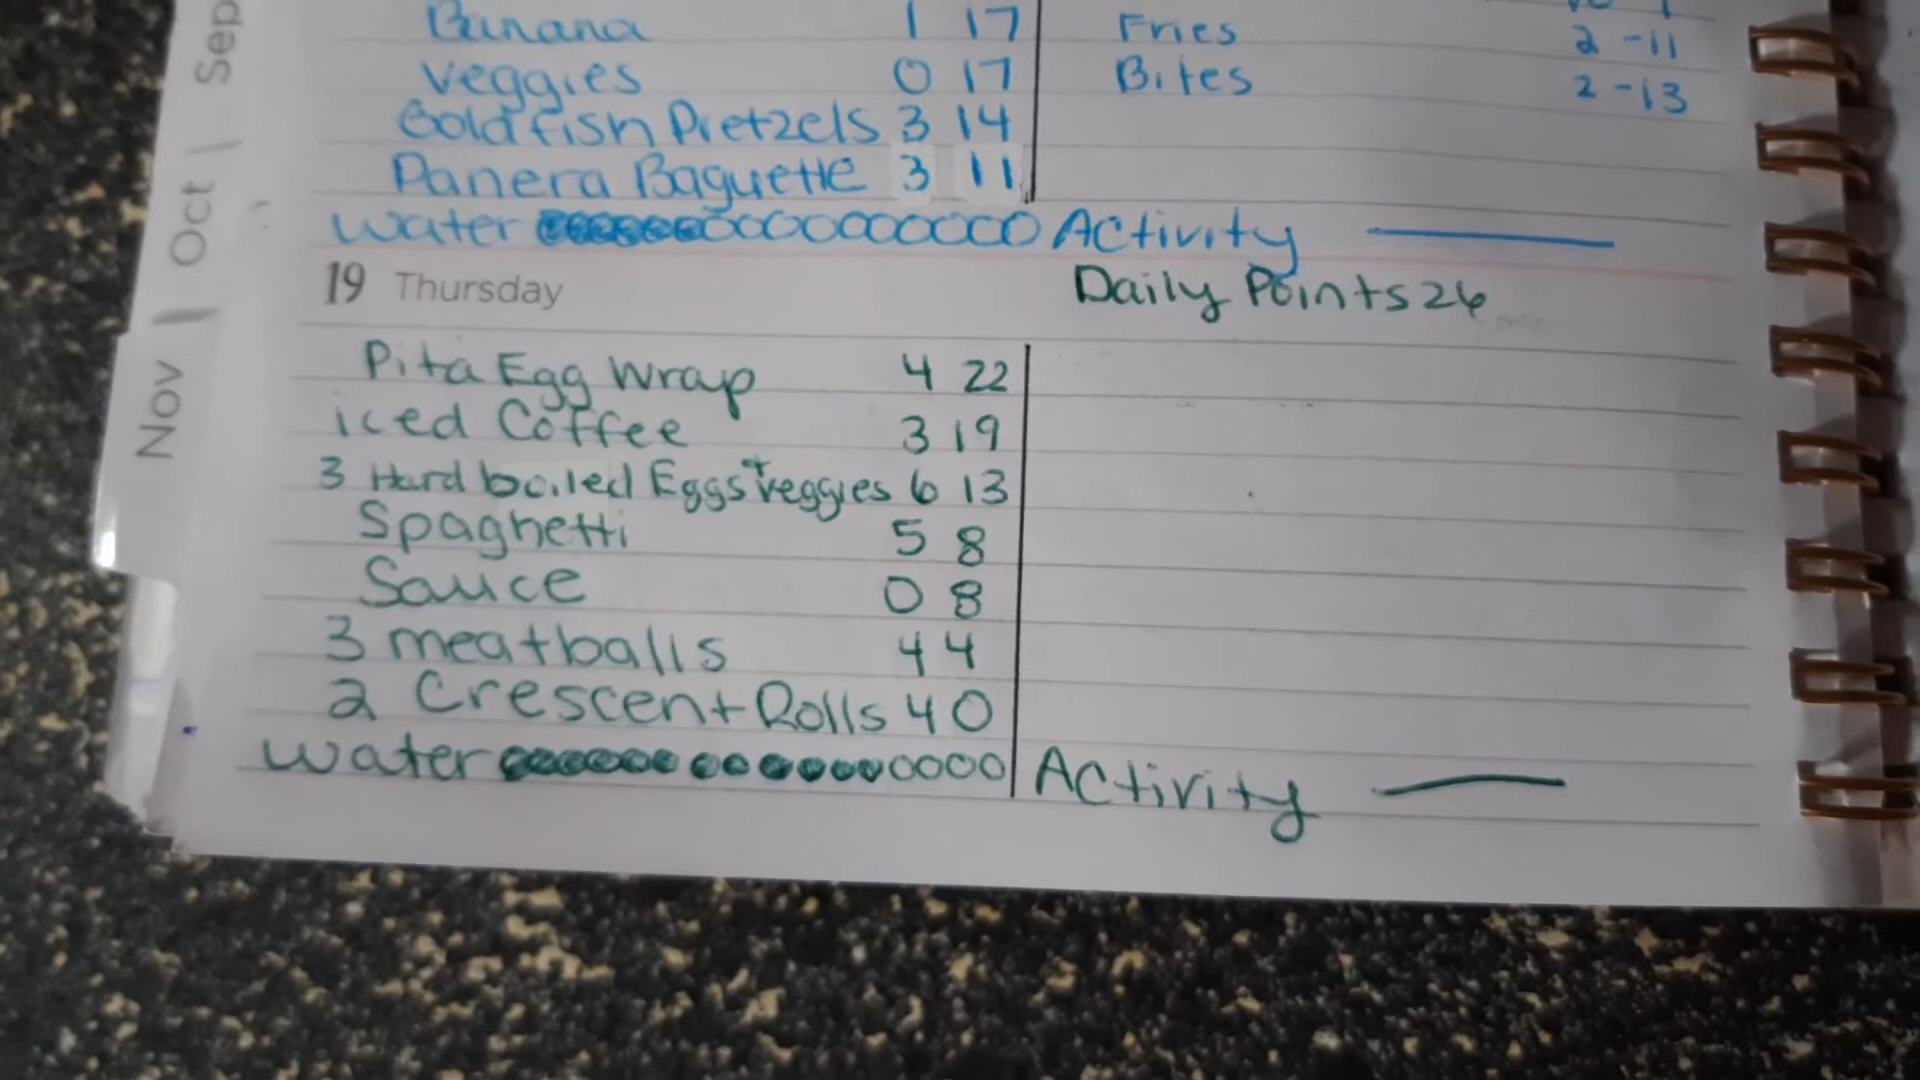 Banana 1 17
Fries 2 -11
Veggies 0 17
Bites 2 -13
Goldfish Pretzels 3 14
Panera Baguette 3 11
Water Activity
19 Thursday Daily Points 26
Pita Egg Wrap 4 22
iced Coffee 3 19
3 Hard boiled Eggs + veggies 6 13
Spaghetti 5 8
Sauce 0 8
3 meatballs 4 4
2 Crescent Rolls 4 0
Water Activity
Sep
Oct
Nov